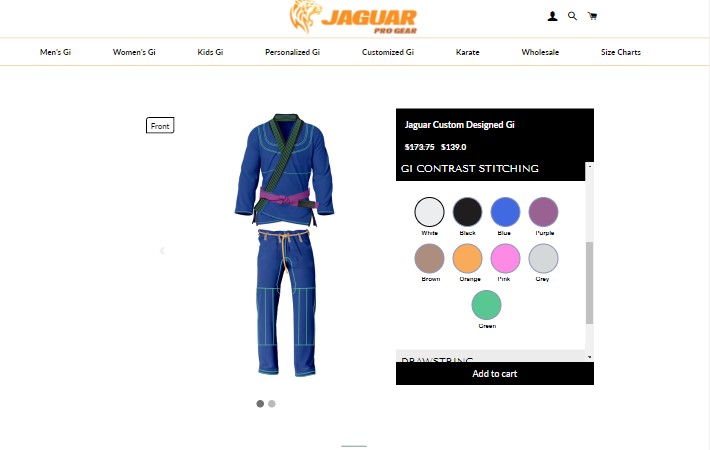 JAGUAR
PRO GEAR
Men's Gi
Women's Gi
Kids Gi
Personalized Gi
Customized Gi
Karate
Wholesale
Size Charts
Front
Jaguar Custom Designed Gi
$173.75 $139.0
GI CONTRAST STITCHING
White
Black
Blue
Purple
Brown
Orange
Pink
Grey
Green
DRAWSTRING
Add to cart